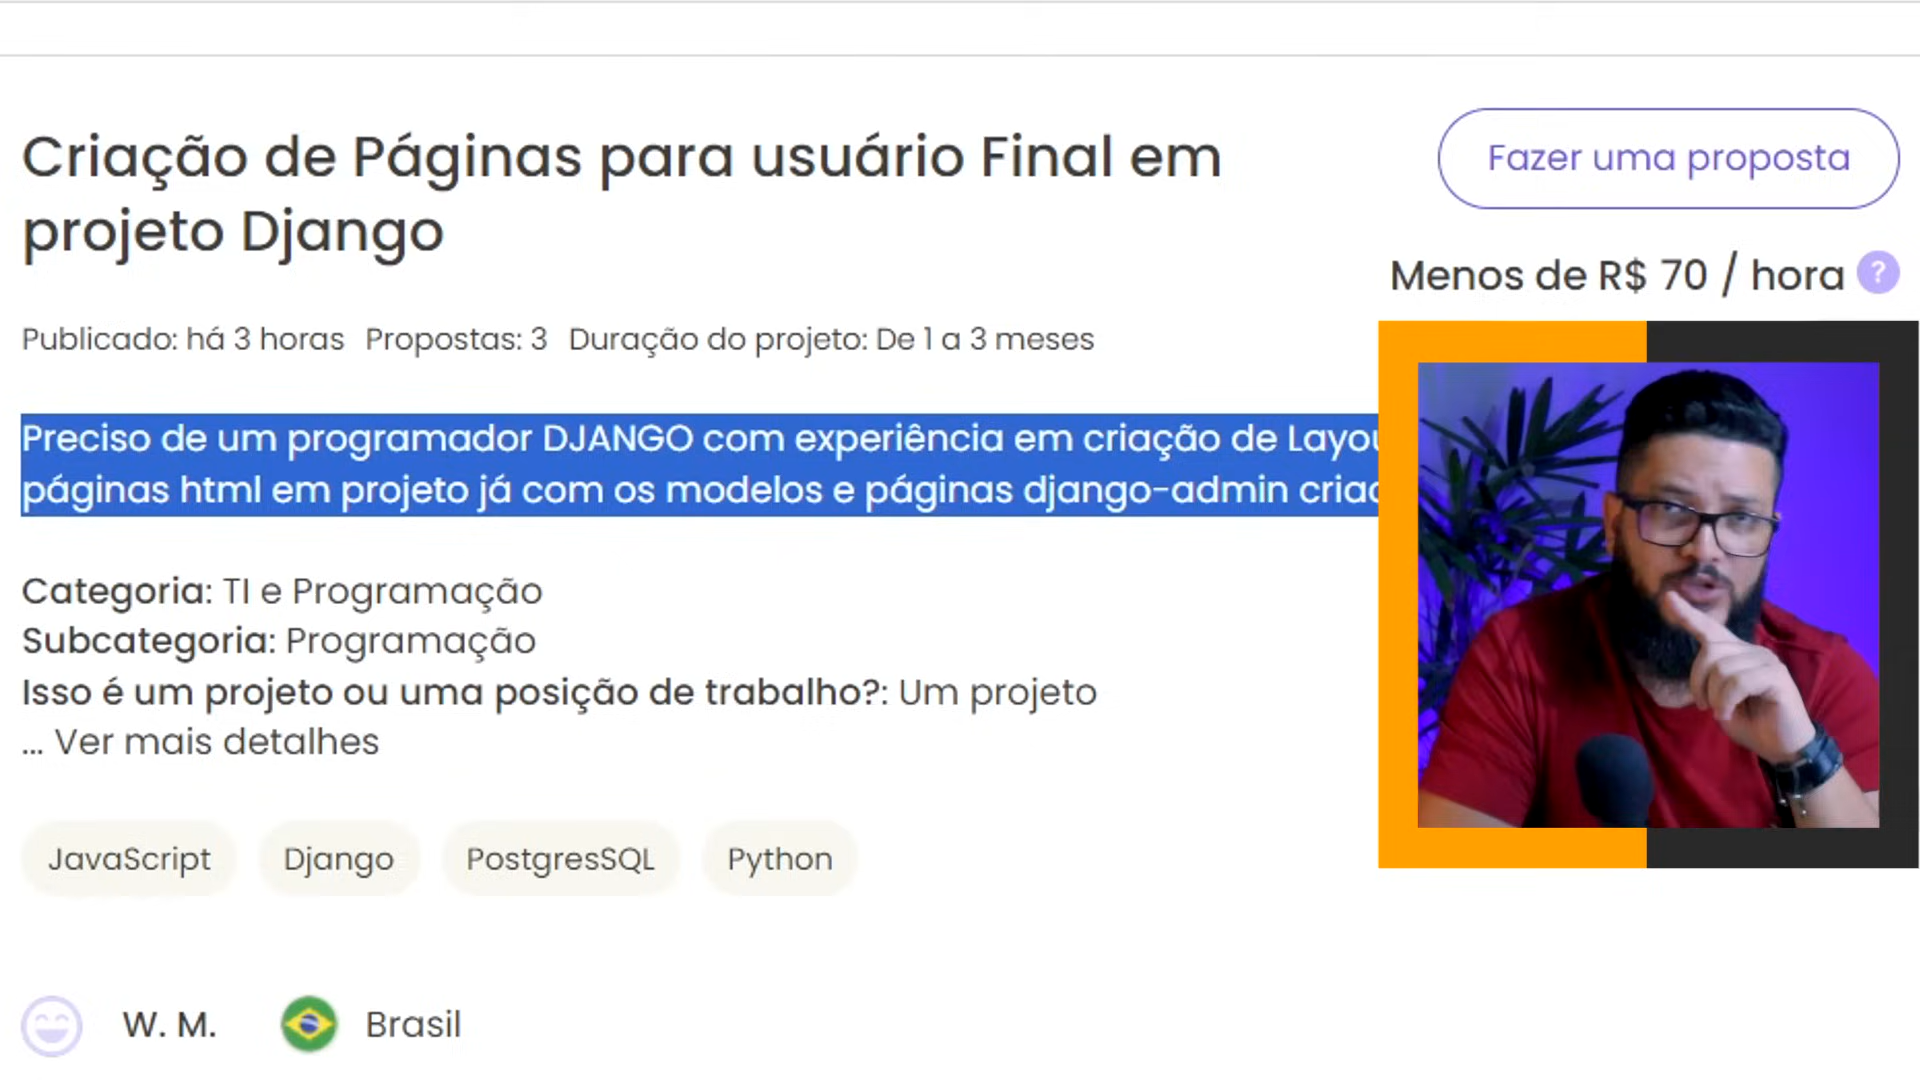 Criação de Páginas para usuário Final em
projeto Django
Fazer uma proposta
Menos de R$ 70 / hora ?
Publicado: há 3 horas Propostas: 3 Duração do projeto: De 1 a 3 meses
Preciso de um programador DJANGO com experiência em criação de
páginas html em projeto já com os modelos e páginas django-admin
Categoria: TI e Programação
Subcategoria: Programação
Isso é um projeto ou uma posição de trabalho?: Um projeto
... Ver mais detalhes
JavaScript Django PostgresSQL Python
W. M. Brasil